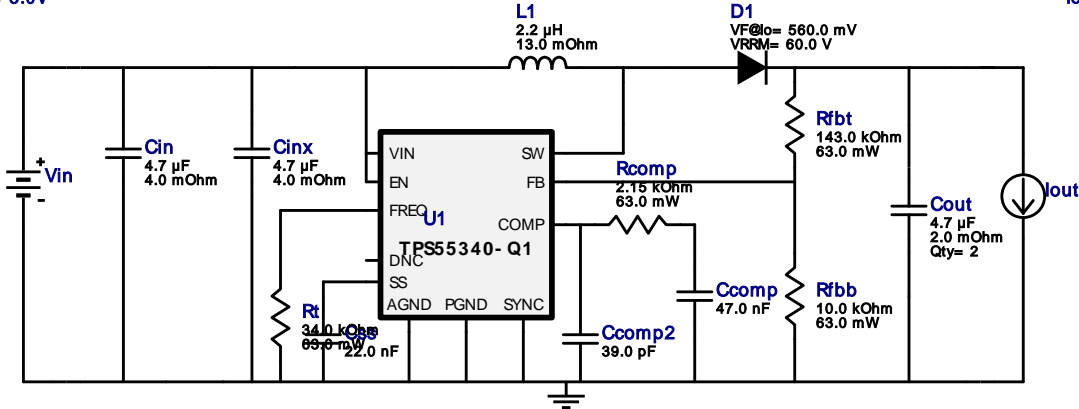 L1
2.2 µH
13.0 mOhm
D1
VF@Io= 560.0 mV
VRRM= 60.0 V
Vin
Cin
4.7 µF
4.0 mOhm
Cinx
4.7 µF
4.0 mOhm
VIN
EN
FREQ
DNC
SS
AGND
PGND
SYNC
SW
FB
COMP
U1
TPS55340- Q1
Rcomp
2.15 kOhm
63.0 mW
Rfbt
143.0 kOhm
63.0 mW
Cout
4.7 µF
2.0 mOhm
Qty= 2
Iout
Rt
34.0 kOhm
63.0 mW
Css
22.0 nF
Ccomp2
39.0 pF
Ccomp
47.0 nF
Rfbb
10.0 kOhm
63.0 mW